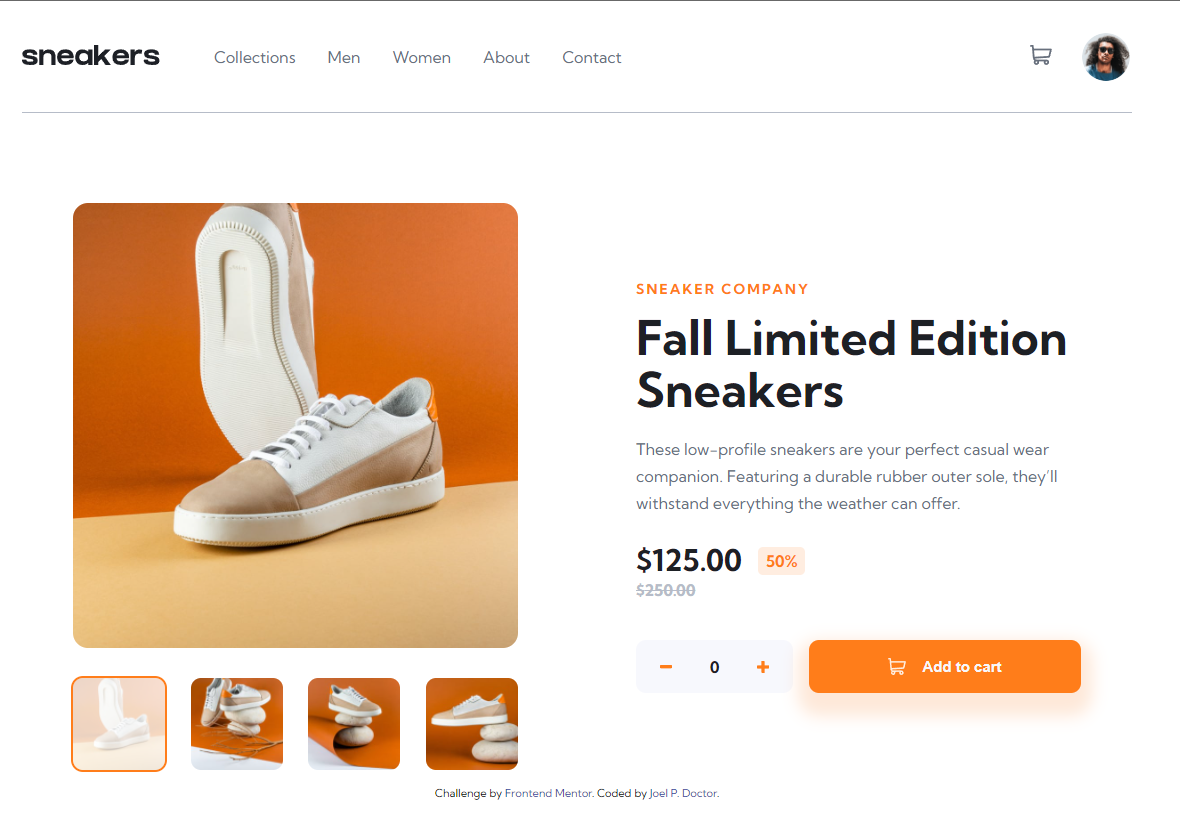 sneakers Collections Men Women About Contact
SNEAKER COMPANY
Fall Limited Edition
Sneakers
These low-profile sneakers are your perfect casual wear
companion. Featuring a durable rubber outer sole, they’ll
withstand everything the weather can offer.
$125.00 50%
$250.00
0 Add to cart
Challenge by Frontend Mentor. Coded by Joel P. Doctor.